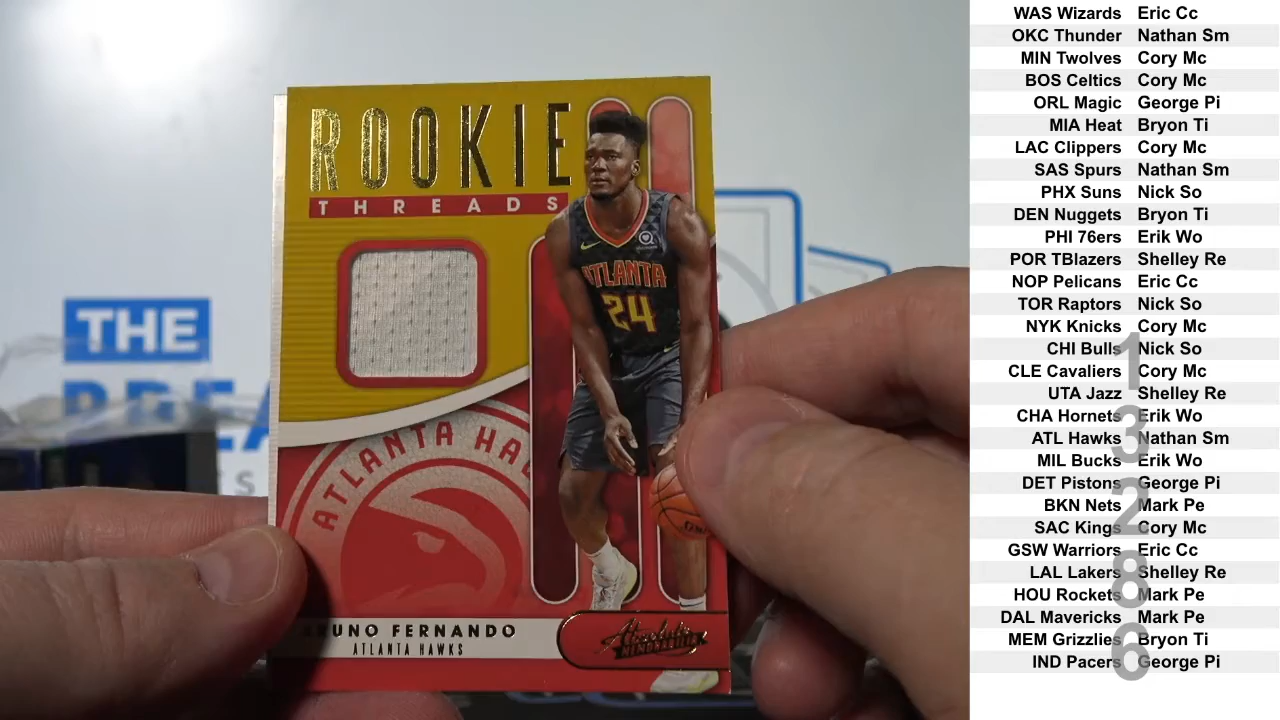 ROOKIE
THREADS
ATLANTA
24
ATLANTA HA
BRUNO FERNANDO
ATLANTA HAWKS
Absolute
MEMORABILIA
THE
BREA
S
WAS Wizards Eric Cc
OKC Thunder Nathan Sm
MIN Twolves Cory Mc
BOS Celtics Cory Mc
ORL Magic George Pi
MIA Heat Bryon Ti
LAC Clippers Cory Mc
SAS Spurs Nathan Sm
PHX Suns Nick So
DEN Nuggets Bryon Ti
PHI 76ers Erik Wo
POR TBlazers Shelley Re
NOP Pelicans Eric Cc
TOR Raptors Nick So
NYK Knicks Cory Mc
CHI Bulls Nick So
CLE Cavaliers Cory Mc
UTA Jazz Shelley Re
CHA Hornets Erik Wo
ATL Hawks Nathan Sm
MIL Bucks Erik Wo
DET Pistons George Pi
BKN Nets Mark Pe
SAC Kings Cory Mc
GSW Warriors Eric Cc
LAL Lakers Shelley Re
HOU Rockets Mark Pe
DAL Mavericks Mark Pe
MEM Grizzlies Bryon Ti
IND Pacers George Pi
1
3
2
8
6